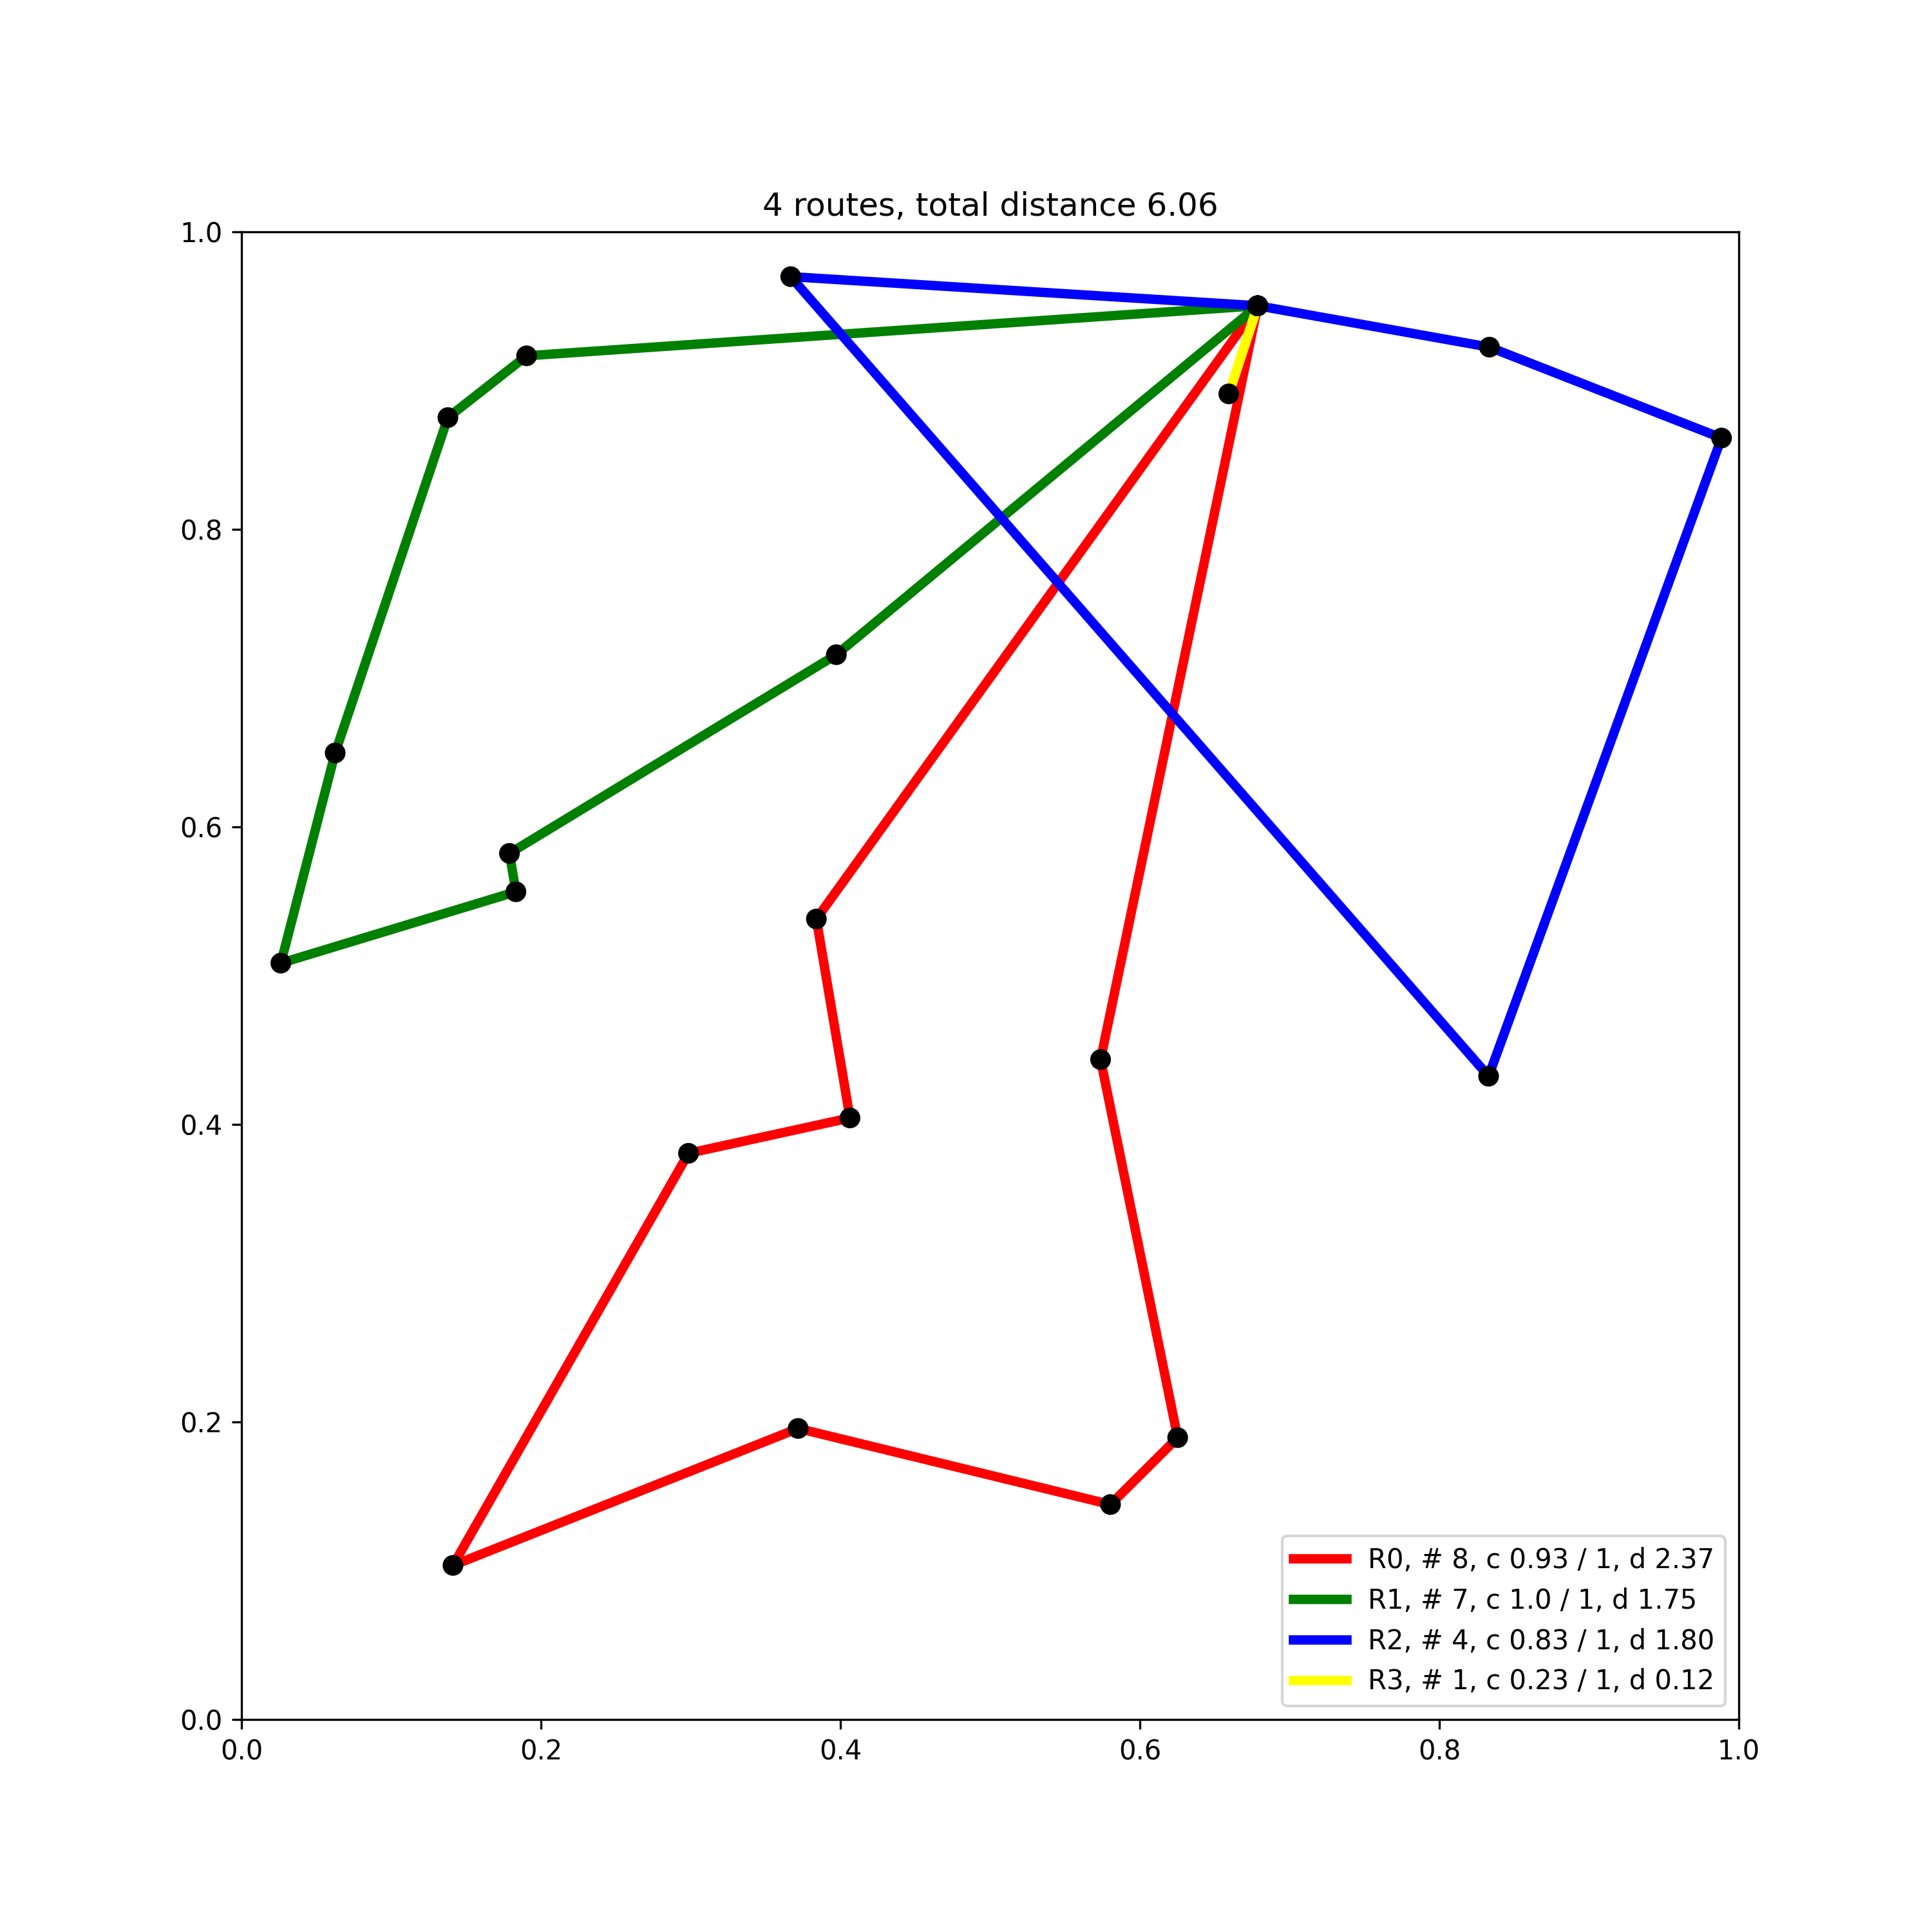 4 routes, total distance 6.06
1.0
0.8
0.6
0.4
0.2
0.0
0.0 0.2 0.4 0.6 0.8 1.0
R0, # 8, c 0.93 / 1, d 2.37
R1, # 7, c 1.0 / 1, d 1.75
R2, # 4, c 0.83 / 1, d 1.80
R3, # 1, c 0.23 / 1, d 0.12